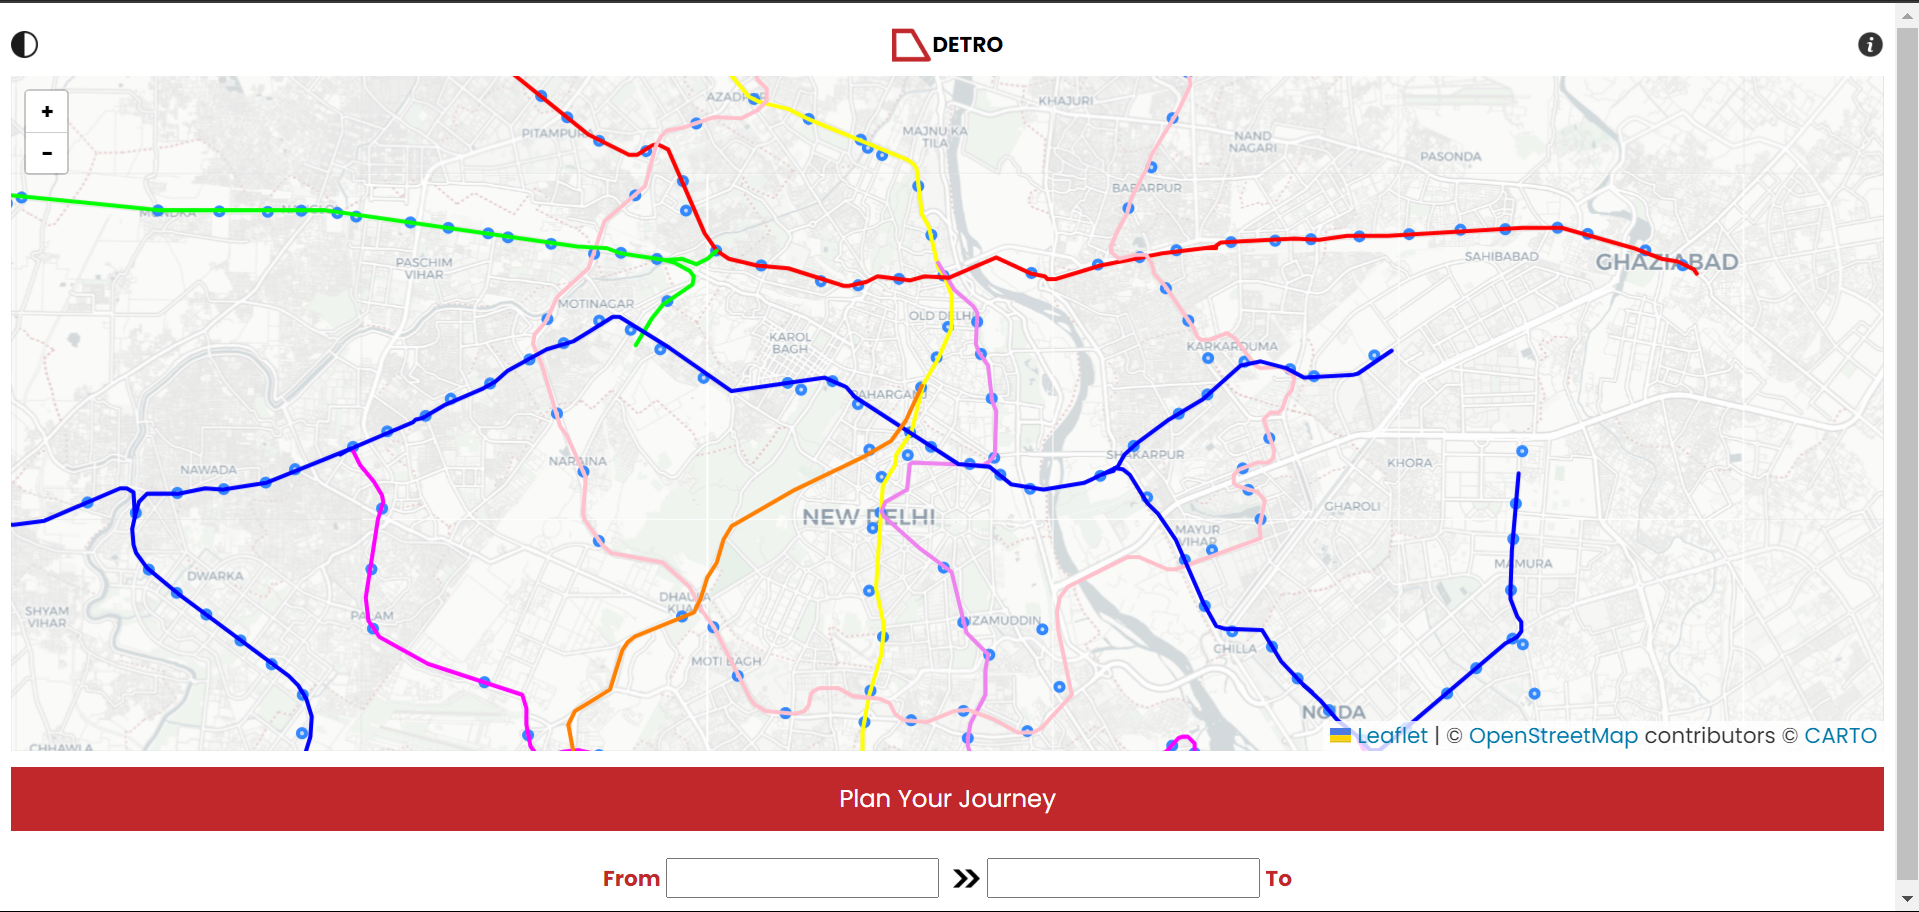 DETRO
i
+
-
AZADPUR
KHAJURI
PITAMPURA
MAJNU KA
TILA
NAND
NAGARI
PASONDA
BABARPUR
MUNDKA
NANGLOI
PASCHIM
VIHAR
SAHIBABAD
GHAZIABAD
MOTINAGAR
OLD DELHI
KAROL
BAGH
KARKARDUMA
PAHARGANJ
NAWADA
NARAINA
SHAKARPUR
KHORA
NEW DELHI
GHAROLI
MAYUR
VIHAR
MAMURA
DWARKA
SHYAM
VIHAR
PALAM
DHAULA
KUAN
NIZAMUDDIN
MOTI BAGH
CHILLA
NOIDA
CHHAWLA
Leaflet | © OpenStreetMap contributors © CARTO
Plan Your Journey
From
To